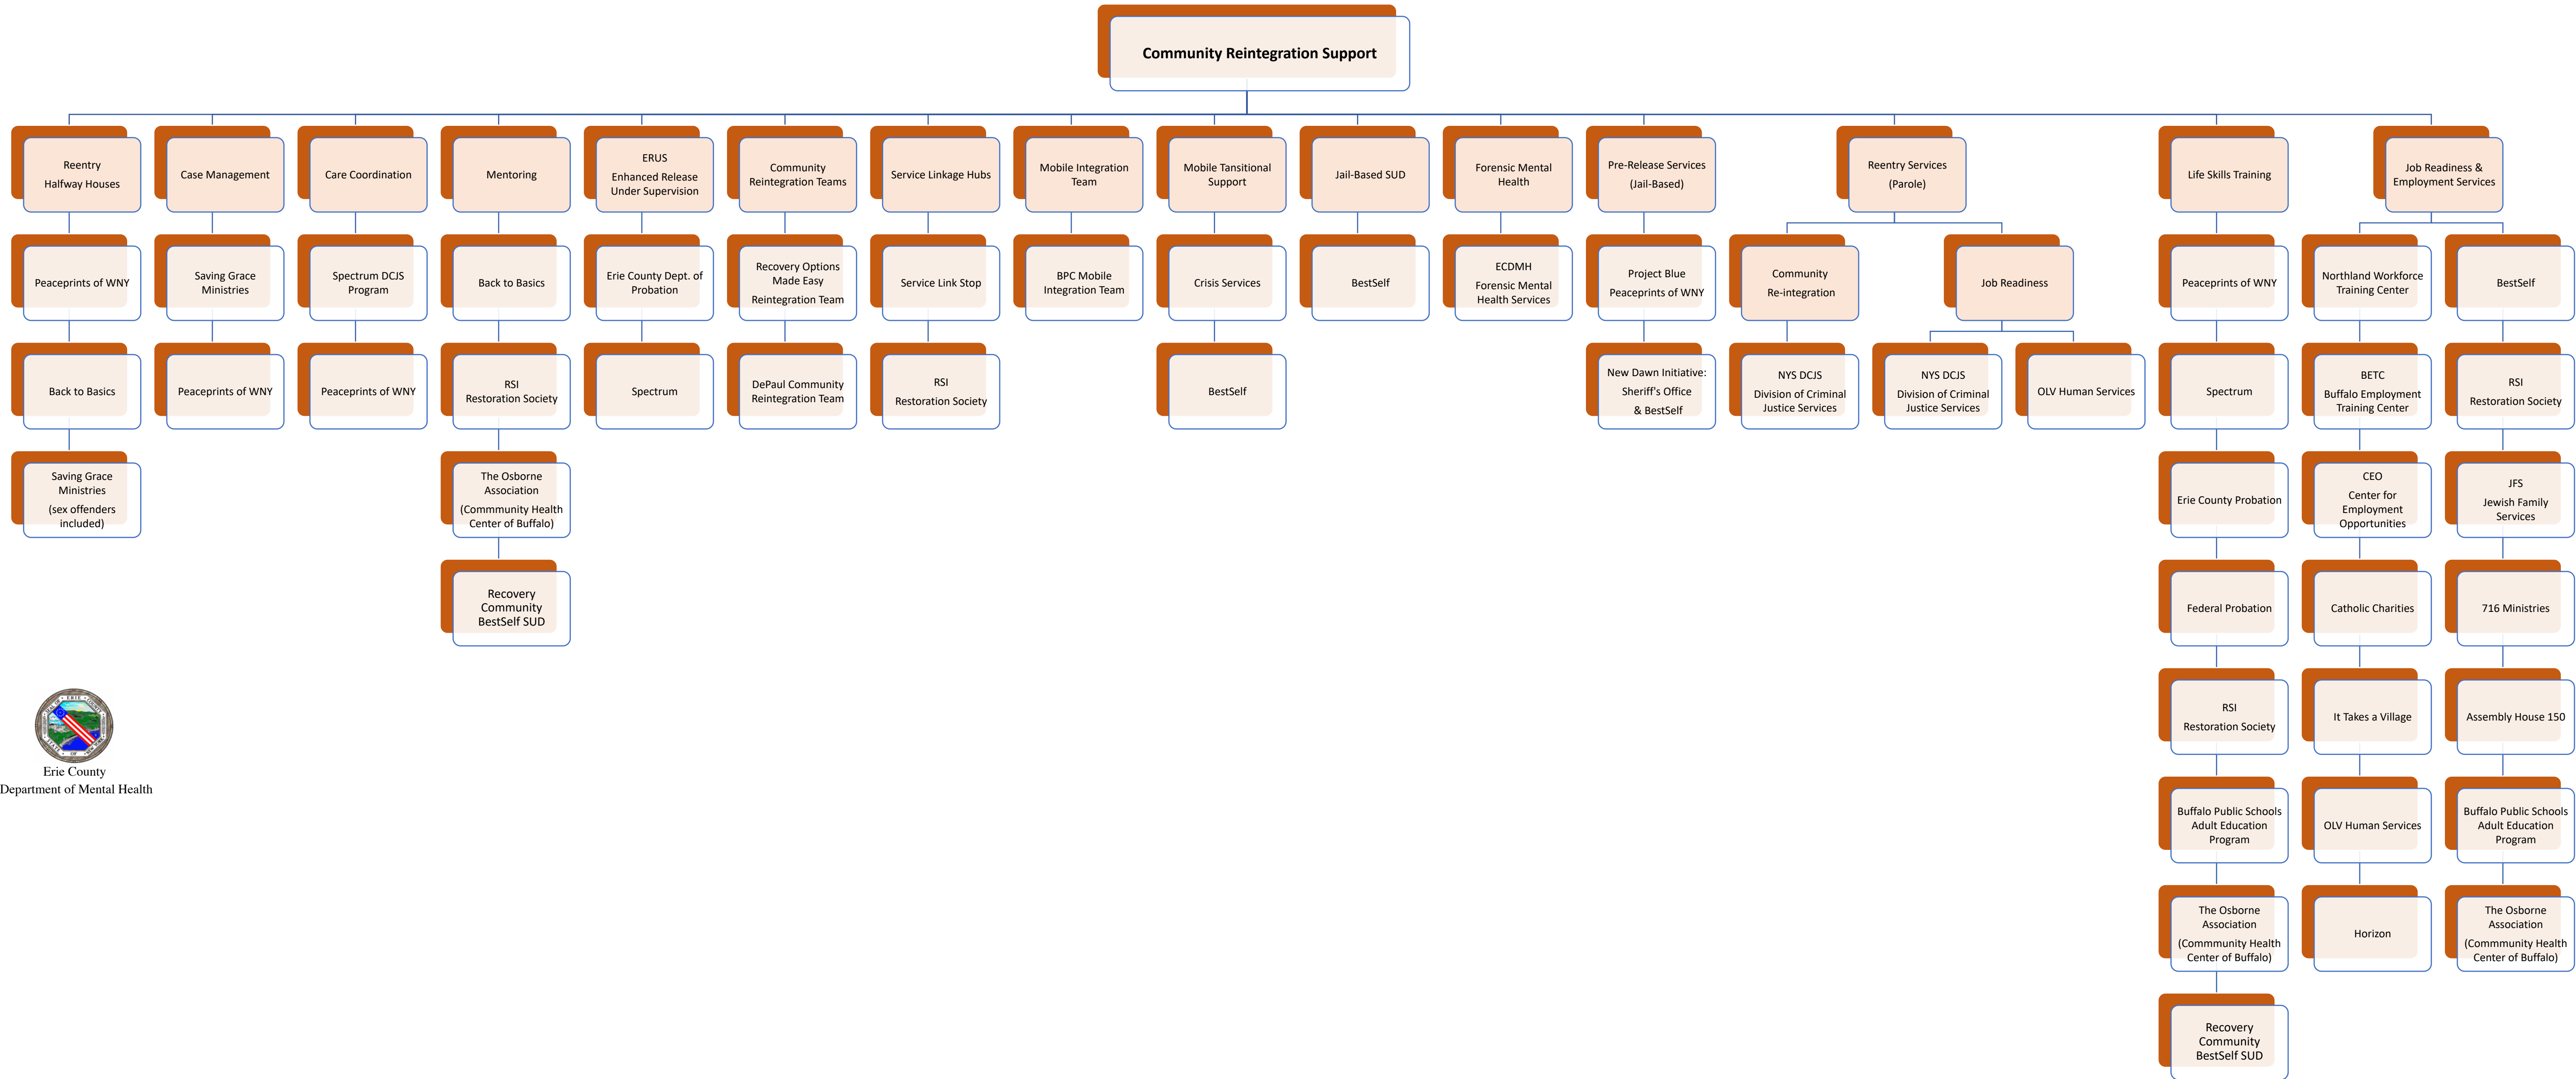 Community Reintegration Support
Reentry
Halfway Houses
Case Management
Care Coordination
Mentoring
ERUS
Enhanced Release
Under Supervision
Community
Reintegration Teams
Service Linkage Hubs
Mobile Integration
Team
Mobile Tansitional
Support
Jail-Based SUD
Forensic Mental
Health
Pre-Release Services
(Jail-Based)
Reentry Services
(Parole)
Life Skills Training
Job Readiness &
Employment Services
Peaceprints of WNY
Saving Grace
Ministries
Spectrum DCJS
Program
Back to Basics
Erie County Dept. of
Probation
Recovery Options
Made Easy
Reintegration Team
Service Link Stop
BPC Mobile
Integration Team
Crisis Services
BestSelf
ECDMH
Forensic Mental
Health Services
Project Blue
Peaceprints of WNY
Community
Re-integration
Job Readiness
Peaceprints of WNY
Northland Workforce
Training Center
BestSelf
Back to Basics
Peaceprints of WNY
Peaceprints of WNY
RSI
Restoration Society
Spectrum
DePaul Community
Reintegration Team
RSI
Restoration Society
BestSelf
New Dawn Initiative:
Sheriff's Office
& BestSelf
NYS DCJS
Division of Criminal
Justice Services
NYS DCJS
Division of Criminal
Justice Services
OLV Human Services
Spectrum
BETC
Buffalo Employment
Training Center
RSI
Restoration Society
Saving Grace
Ministries
(sex offenders
included)
The Osborne
Association
(Commmunity Health
Center of Buffalo)
Erie County Probation
CEO
Center for
Employment
Opportunities
JFS
Jewish Family
Services
Recovery
Community
BestSelf SUD
Federal Probation
Catholic Charities
716 Ministries
RSI
Restoration Society
It Takes a Village
Assembly House 150
Erie County
Department of Mental Health
Buffalo Public Schools
Adult Education
Program
OLV Human Services
Buffalo Public Schools
Adult Education
Program
The Osborne
Association
(Commmunity Health
Center of Buffalo)
Horizon
The Osborne
Association
(Commmunity Health
Center of Buffalo)
Recovery
Community
BestSelf SUD